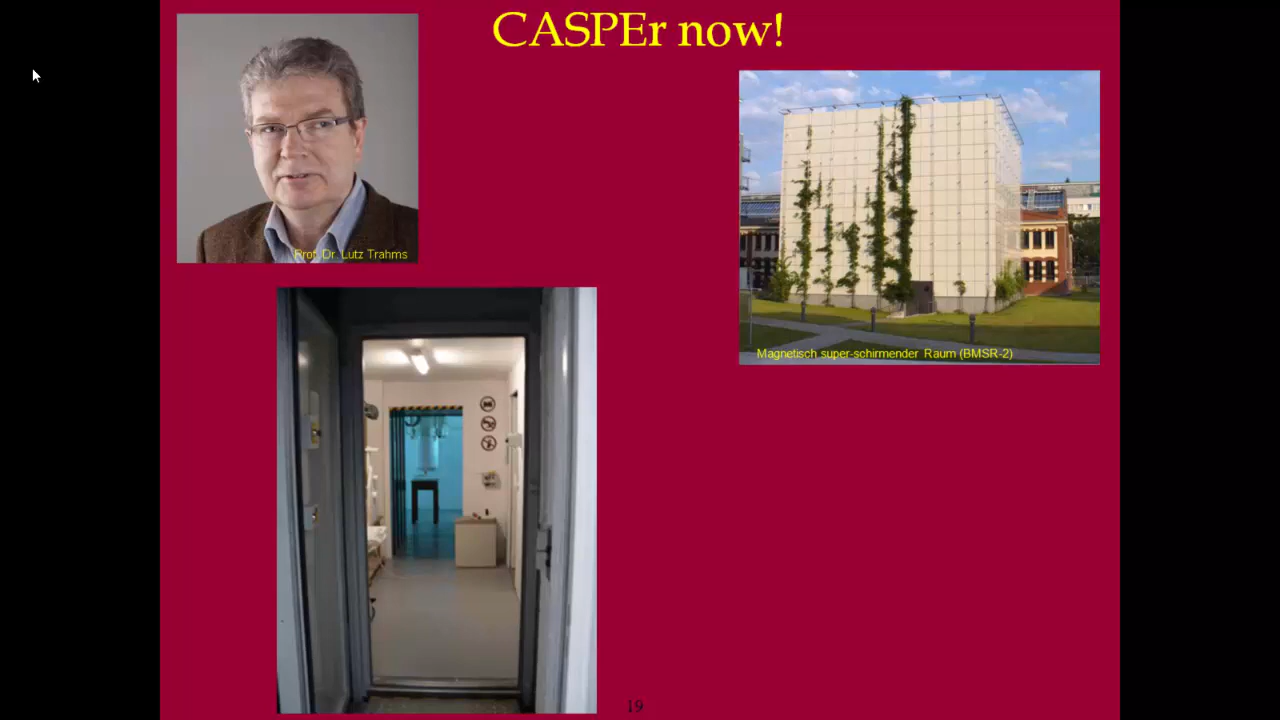 CASPEr now!
Prof. Dr. Lutz Trahms
Magnetisch super-schirmender Raum (BMSR-2)
19